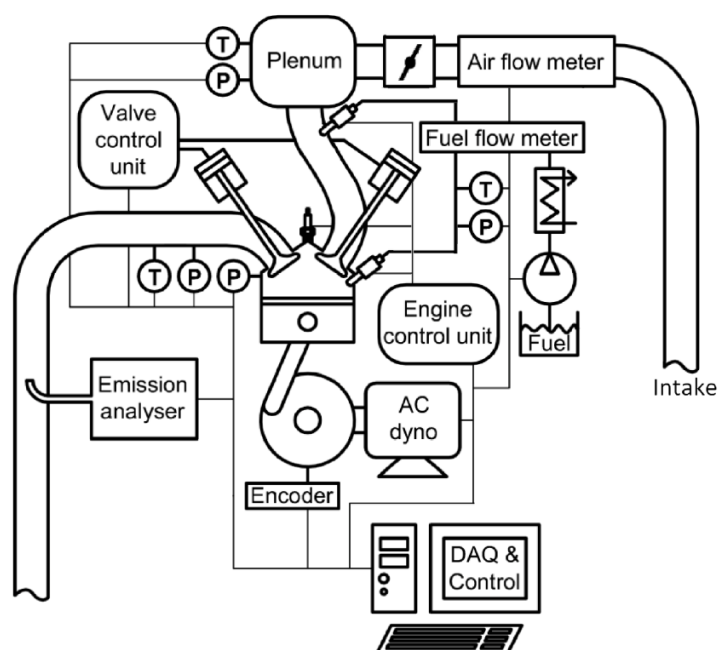 T
P
Plenum
Air flow meter
Valve
control
unit
Fuel flow meter
T
P
T
P
P
Engine
control unit
Fuel
Intake
Emission
analyser
AC
dyno
Encoder
DAQ &
Control